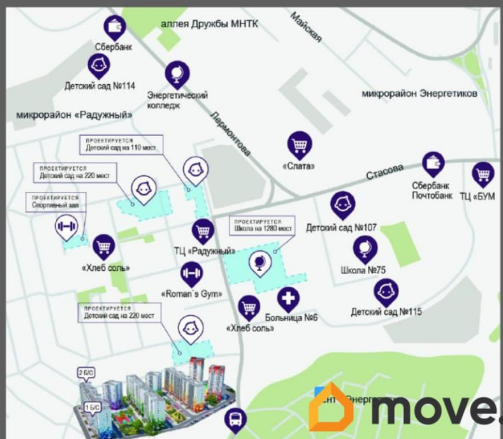 аллея Дружбы МНТК
Майская
Сбербанк
Детский сад №114
Энергетический
колледж
микрорайон Энергетиков
микрорайон «Радужный»
Лермонтова
ПРОЕКТИРУЕТСЯ
Детский сад на 110 мест
«Слата»
Стасова
ПРОЕКТИРУЕТСЯ
Детский сад на 220 мест
Сбербанк
Почтобанк
ТЦ «БУМ»
ПРОЕКТИРУЕТСЯ
Спортивный зал
ПРОЕКТИРУЕТСЯ
Школа на 1280 мест
Детский сад №107
«Хлеб соль»
ТЦ «Радужный»
Школа №75
«Roman`s Gym»
ПРОЕКТИРУЕТСЯ
Детский сад на 220 мест
«Хлеб соль»
Больница №6
Детский сад №115
2 Б/С
1 Б/С
move